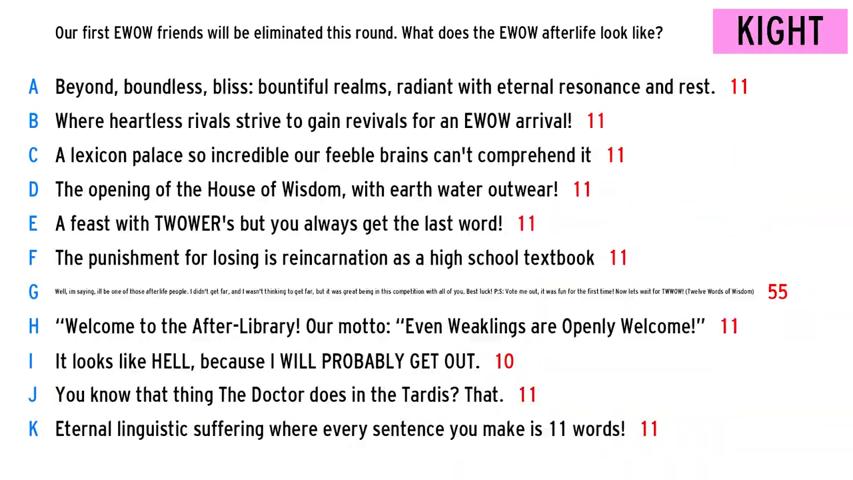 Our first EWOW friends will be eliminated this round. What does the EWOW afterlife look like?
KIGHT
A Beyond, boundless, bliss: bountiful realms, radiant with eternal resonance and rest. 11
B Where heartless rivals strive to gain revivals for an EWOW arrival! 11
C A lexicon palace so incredible our feeble brains can't comprehend it 11
D The opening of the House of Wisdom, with earth water outwear! 11
E A feast with TWOWER's but you always get the last word! 11
F The punishment for losing is reincarnation as a high school textbook 11
G Well, im saying, ill be one of those afterlife people. I didn't get far, and I wasn't thinking to get far, but it was great being in this competition with all of you. Best luck! P:S: Vote me out, it was fun for the first time! Now lets wait for TWWOW! (Twelve Words of Wisdom) 55
H “Welcome to the After-Library! Our motto: “Even Weaklings are Openly Welcome!” 11
I It looks like HELL, because I WILL PROBABLY GET OUT. 10
J You know that thing The Doctor does in the Tardis? That. 11
K Eternal linguistic suffering where every sentence you make is 11 words! 11